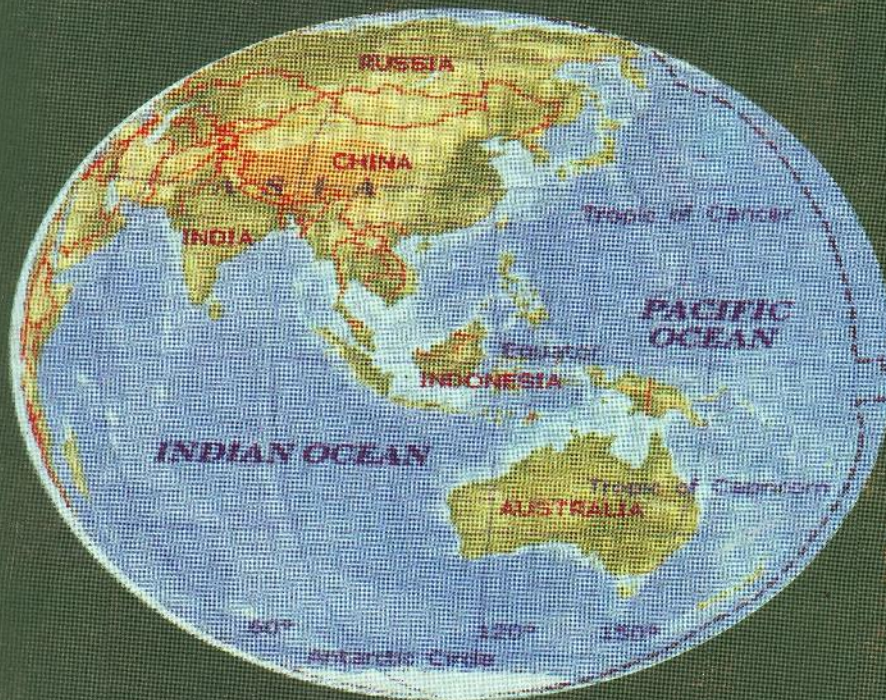 RUSSIA
CHINA
ASIA
INDIA
Tropic of Cancer
PACIFIC
OCEAN
Equator
INDONESIA
INDIAN OCEAN
Tropic of Capricorn
AUSTRALIA
60° 120° 150°
Antarctic Circle